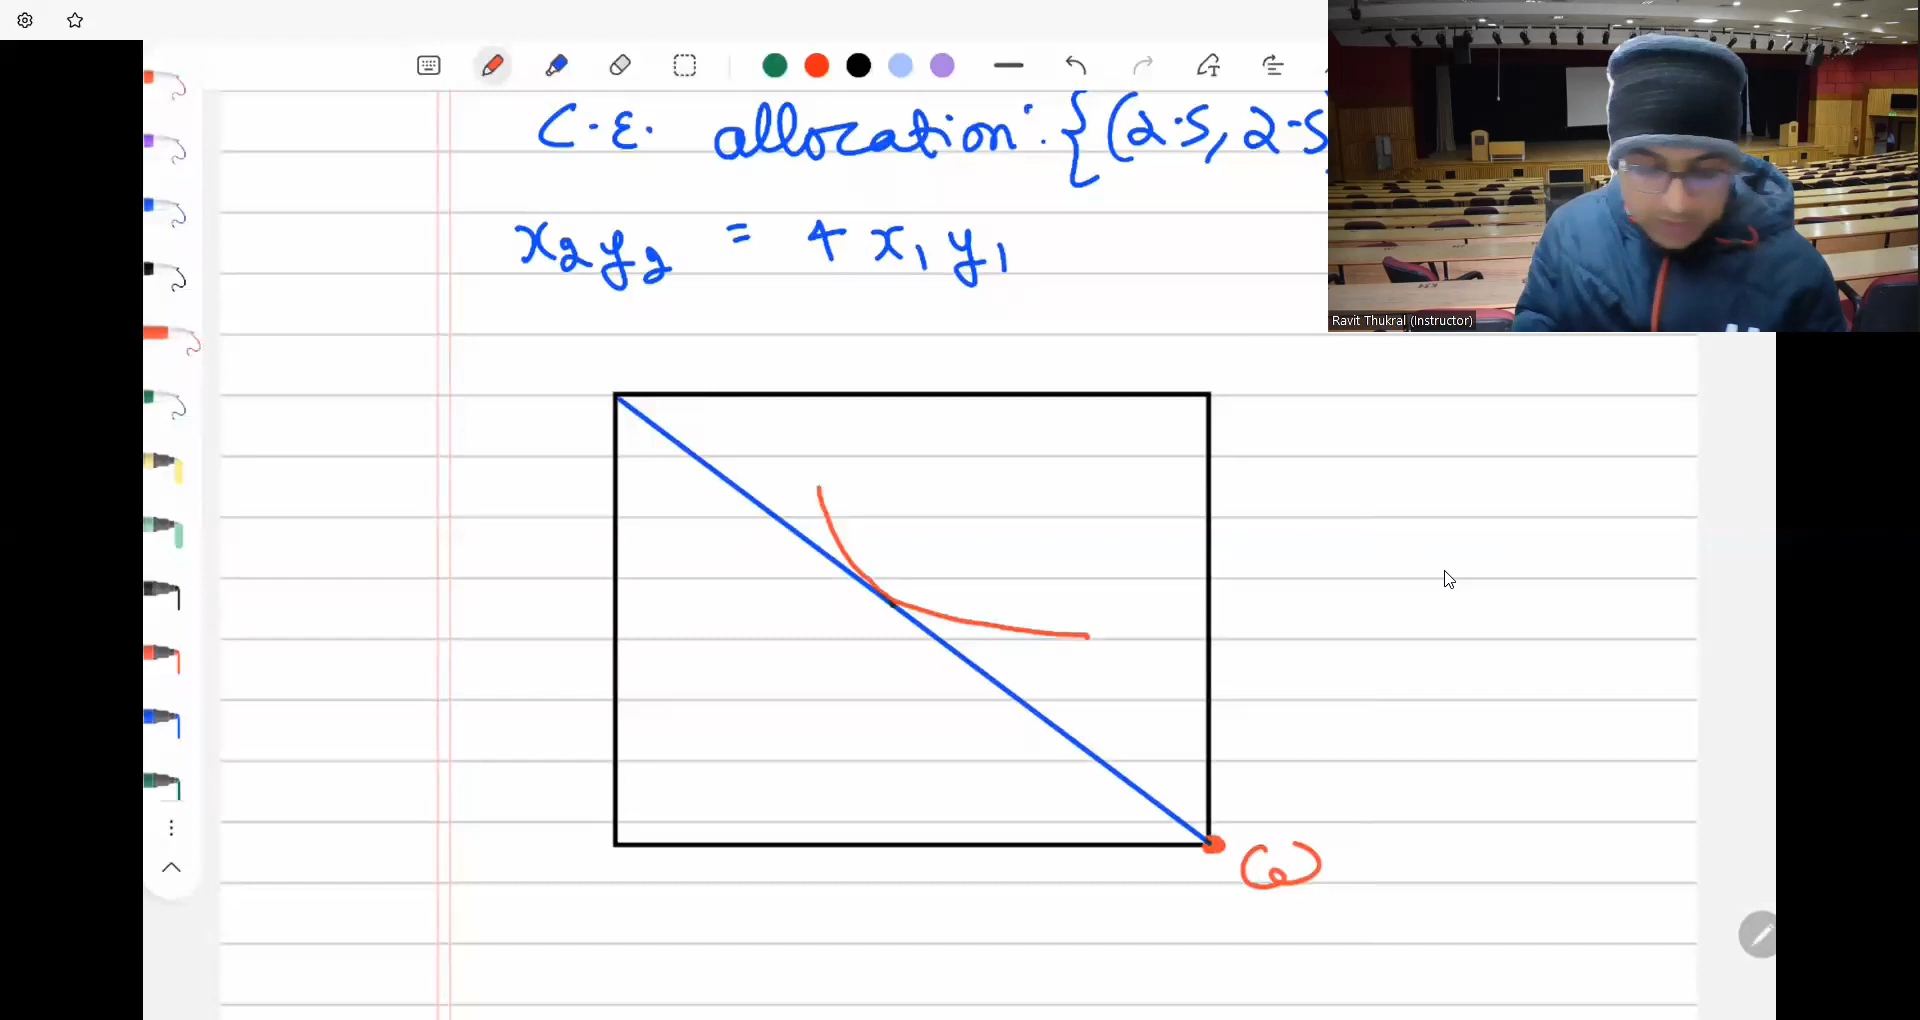 C.E. allocation: {(2.5, 2.5
x₂y₂ = 4 x₁y₁
Ravit Thukral (Instructor)
ω